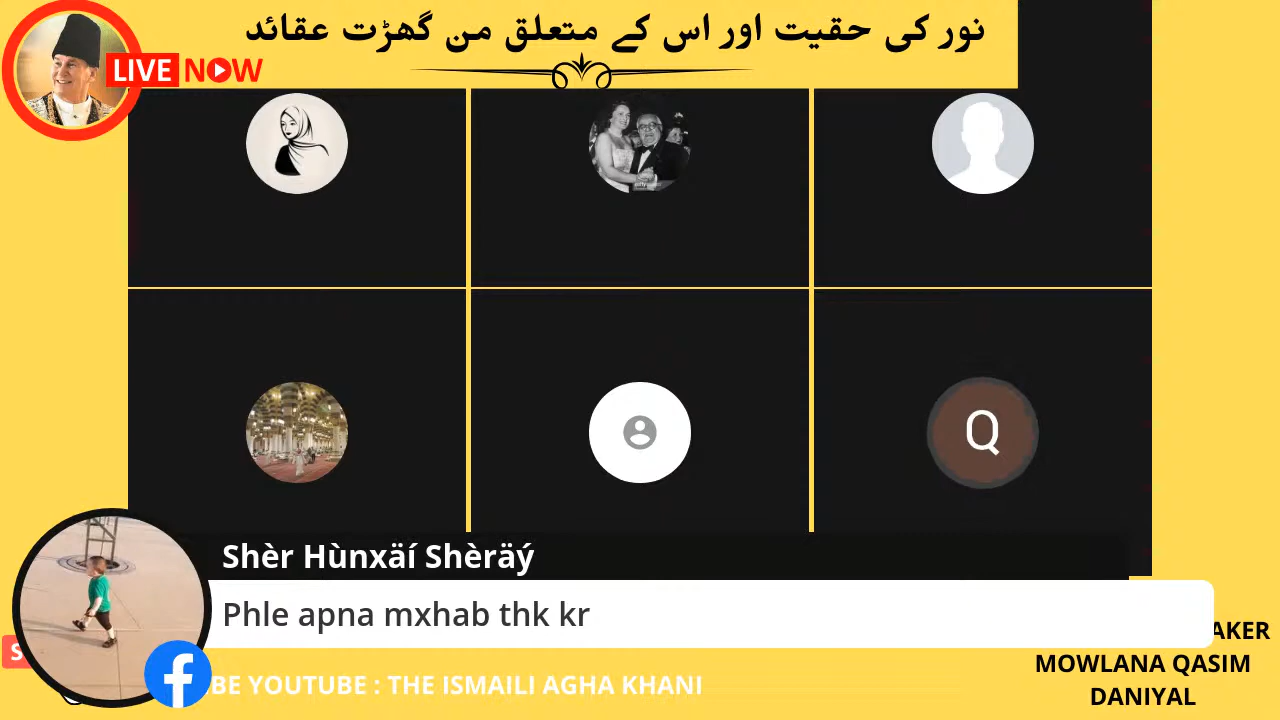 نور کی حقیت اور اس کے متعلق من گھڑت عقائد
LIVE NOW
Q
Shèr Hùnxäí Shèräý
Phle apna mxhab thk kr
S
AKER
MOWLANA QASIM
DANIYAL
BE YOUTUBE : THE ISMAILI AGHA KHANI